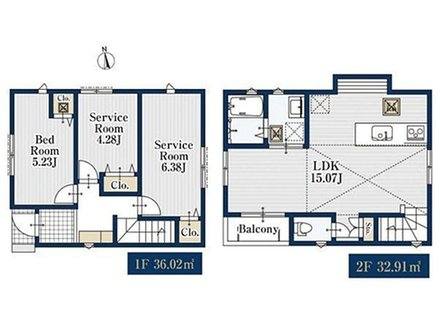 N
Clo.
Bed
Room
5.23J
Service
Room
4.28J
Service
Room
6.38J
Clo.
Clo.
1F 36.02㎡
LDK
15.07J
Balcony
Sto.
2F 32.91㎡